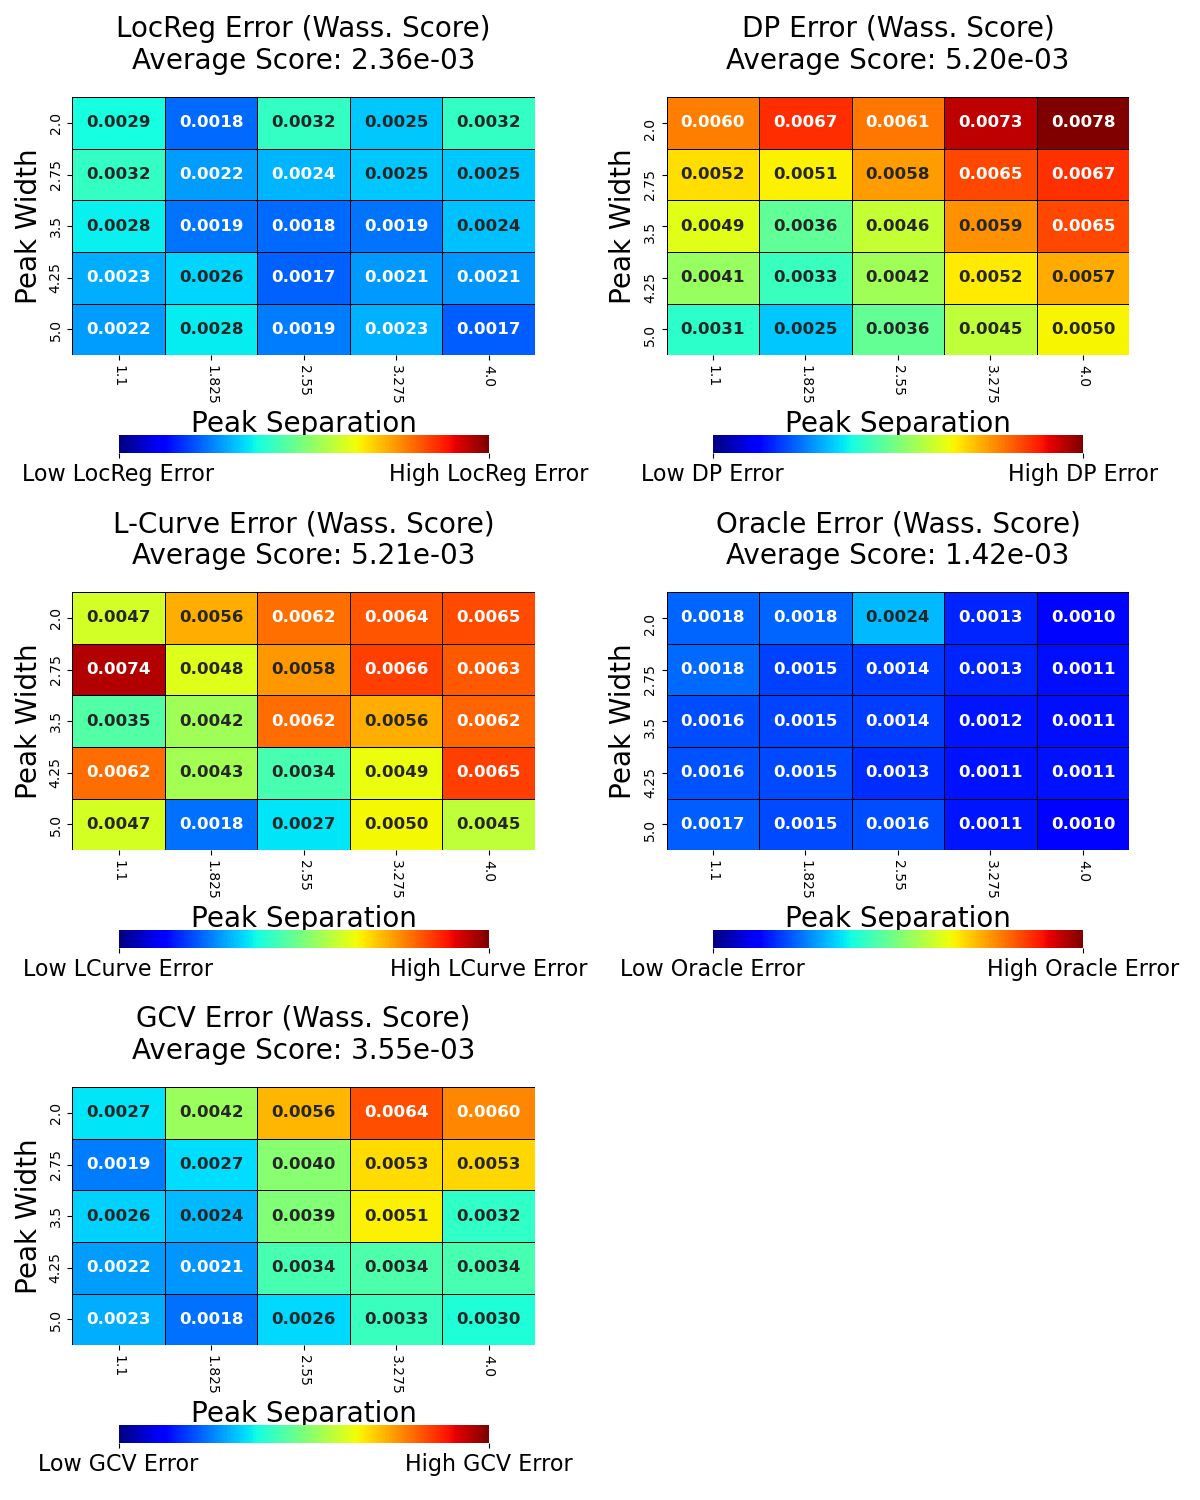 LocReg Error (Wass. Score)
Average Score: 2.36e-03
Peak Width
2.0 0.0029 0.0018 0.0032 0.0025 0.0032
2.75 0.0032 0.0022 0.0024 0.0025 0.0025
3.5 0.0028 0.0019 0.0018 0.0019 0.0024
4.25 0.0023 0.0026 0.0017 0.0021 0.0021
5.0 0.0022 0.0028 0.0019 0.0023 0.0017
1.1 1.825 2.55 3.275 4.0
Peak Separation
Low LocReg Error High LocReg Error
DP Error (Wass. Score)
Average Score: 5.20e-03
Peak Width
2.0 0.0060 0.0067 0.0061 0.0073 0.0078
2.75 0.0052 0.0051 0.0058 0.0065 0.0067
3.5 0.0049 0.0036 0.0046 0.0059 0.0065
4.25 0.0041 0.0033 0.0042 0.0052 0.0057
5.0 0.0031 0.0025 0.0036 0.0045 0.0050
1.1 1.825 2.55 3.275 4.0
Peak Separation
Low DP Error High DP Error
L-Curve Error (Wass. Score)
Average Score: 5.21e-03
Peak Width
2.0 0.0047 0.0056 0.0062 0.0064 0.0065
2.75 0.0074 0.0048 0.0058 0.0066 0.0063
3.5 0.0035 0.0042 0.0062 0.0056 0.0062
4.25 0.0062 0.0043 0.0034 0.0049 0.0065
5.0 0.0047 0.0018 0.0027 0.0050 0.0045
1.1 1.825 2.55 3.275 4.0
Peak Separation
Low LCurve Error High LCurve Error
Oracle Error (Wass. Score)
Average Score: 1.42e-03
Peak Width
2.0 0.0018 0.0018 0.0024 0.0013 0.0010
2.75 0.0018 0.0015 0.0014 0.0013 0.0011
3.5 0.0016 0.0015 0.0014 0.0012 0.0011
4.25 0.0016 0.0015 0.0013 0.0011 0.0011
5.0 0.0017 0.0015 0.0016 0.0011 0.0010
1.1 1.825 2.55 3.275 4.0
Peak Separation
Low Oracle Error High Oracle Error
GCV Error (Wass. Score)
Average Score: 3.55e-03
Peak Width
2.0 0.0027 0.0042 0.0056 0.0064 0.0060
2.75 0.0019 0.0027 0.0040 0.0053 0.0053
3.5 0.0026 0.0024 0.0039 0.0051 0.0032
4.25 0.0022 0.0021 0.0034 0.0034 0.0034
5.0 0.0023 0.0018 0.0026 0.0033 0.0030
1.1 1.825 2.55 3.275 4.0
Peak Separation
Low GCV Error High GCV Error